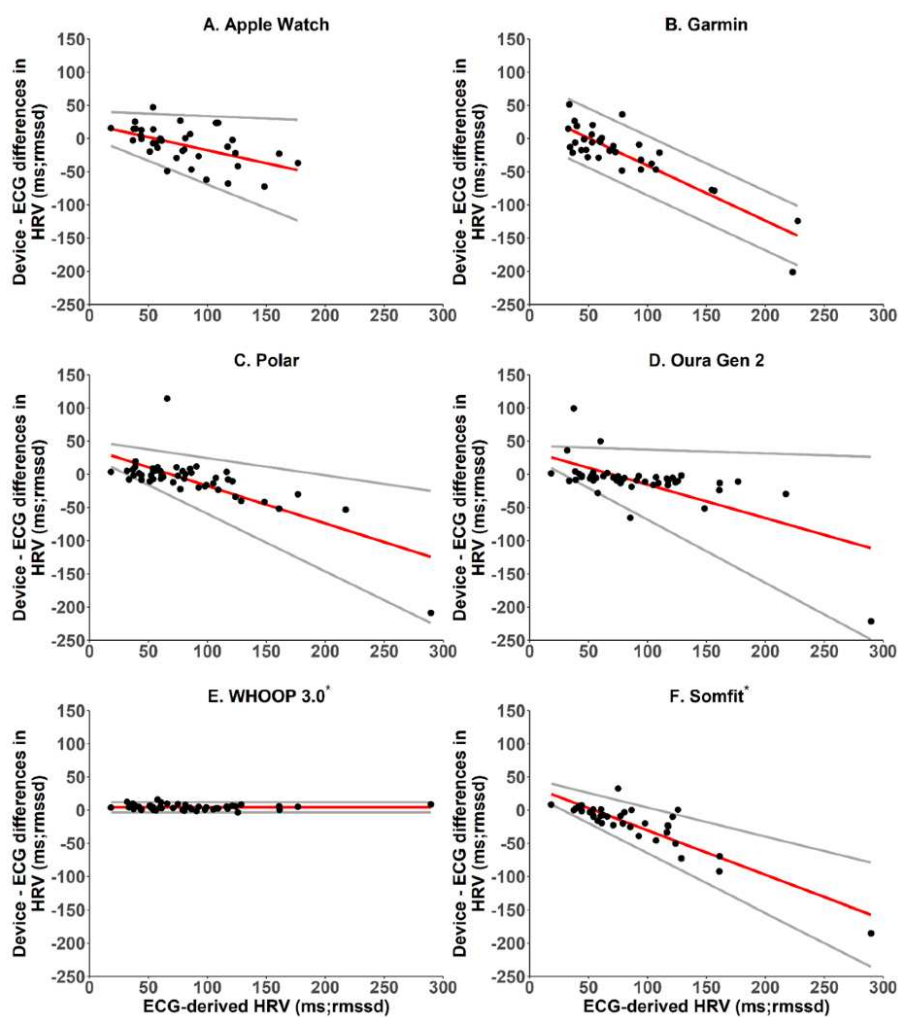 A. Apple Watch
B. Garmin
Device - ECG differences in
HRV (ms;rmssd)
150
100
50
0
-50
-100
-150
-200
-250
0 50 100 150 200 250 300
Device - ECG differences in
HRV (ms;rmssd)
150
100
50
0
-50
-100
-150
-200
-250
0 50 100 150 200 250 300
C. Polar
D. Oura Gen 2
Device - ECG differences in
HRV (ms;rmssd)
150
100
50
0
-50
-100
-150
-200
-250
0 50 100 150 200 250 300
Device - ECG differences in
HRV (ms;rmssd)
150
100
50
0
-50
-100
-150
-200
-250
0 50 100 150 200 250 300
E. WHOOP 3.0*
F. Somfit*
Device - ECG differences in
HRV (ms;rmssd)
150
100
50
0
-50
-100
-150
-200
-250
0 50 100 150 200 250 300
ECG-derived HRV (ms;rmssd)
Device - ECG differences in
HRV (ms;rmssd)
150
100
50
0
-50
-100
-150
-200
-250
0 50 100 150 200 250 300
ECG-derived HRV (ms;rmssd)